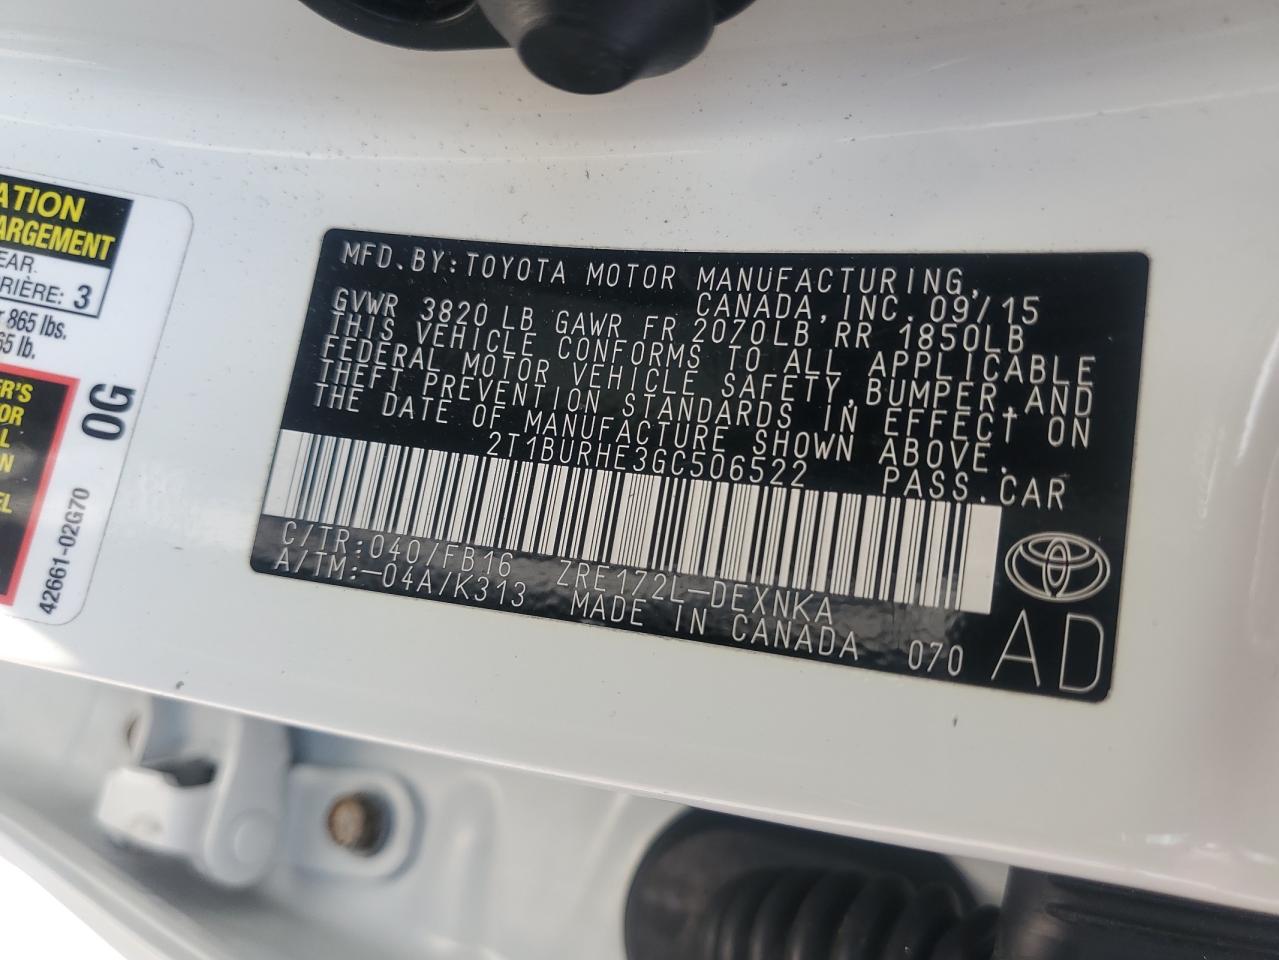 ATION
ARGEMENT
EAR
RIÈRE: 3
865 lbs.
65 lb.
ER'S
OR
L
N
EL
0G
42661-02G70
MFD.BY:TOYOTA MOTOR MANUFACTURING,
CANADA,INC.09/15
GVWR 3820LB GAWR FR 2070LB RR 1850LB
THIS VEHICLE CONFORMS TO ALL APPLICABLE
FEDERAL MOTOR VEHICLE SAFETY,BUMPER,AND
THEFT PREVENTION STANDARDS IN EFFECT ON
THE DATE OF MANUFACTURE SHOWN ABOVE.
2T1BURHE3GC506522 PASS.CAR
C/TR:040/FB16 ZRE172L-DEXNKA
A/TM:-04A/K313 MADE IN CANADA 070
AD